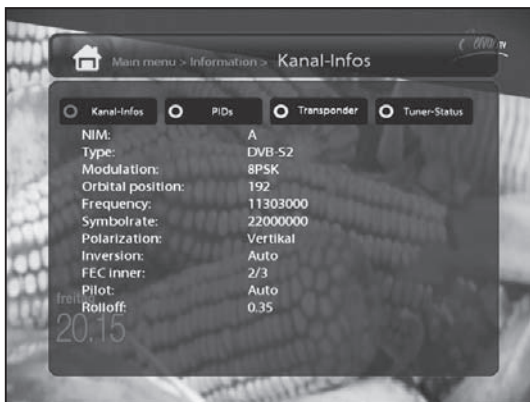 Main menu > Information > Kanal-Infos
TV
Kanal-Infos PIDs Transponder Tuner-Status
NIM: A
Type: DVB-S2
Modulation: 8PSK
Orbital position: 192
Frequency: 11303000
Symbolrate: 22000000
Polarization: Vertikal
Inversion: Auto
FEC inner: 2/3
Pilot: Auto
Rolloff: 0.35
freitag
20.15